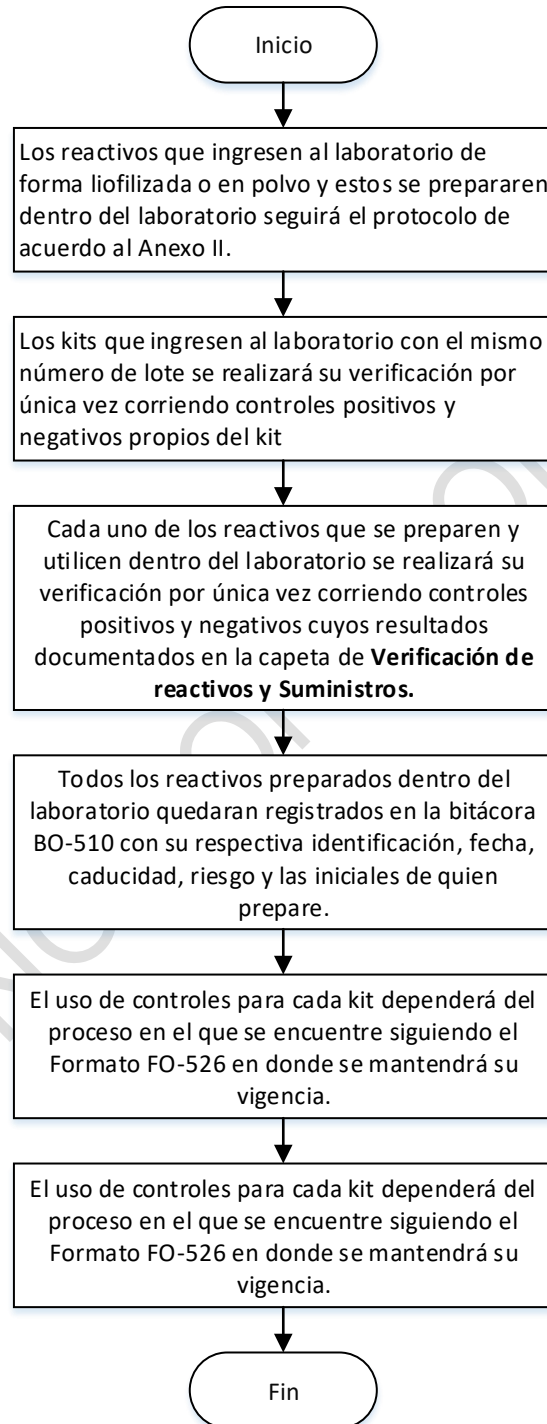 Inicio
Los reactivos que ingresen al laboratorio de
forma liofilizada o en polvo y estos se prepararen
dentro del laboratorio seguirá el protocolo de
acuerdo al Anexo II.
Los kits que ingresen al laboratorio con el mismo
número de lote se realizará su verificación por
única vez corriendo controles positivos y
negativos propios del kit
Cada uno de los reactivos que se preparen y
utilicen dentro del laboratorio se realizará su
verificación por única vez corriendo controles
positivos y negativos cuyos resultados
documentados en la capeta de Verificación de
reactivos y Suministros.
Todos los reactivos preparados dentro del
laboratorio quedaran registrados en la bitácora
BO-510 con su respectiva identificación, fecha,
caducidad, riesgo y las iniciales de quien
prepare.
El uso de controles para cada kit dependerá del
proceso en el que se encuentre siguiendo el
Formato FO-526 en donde se mantendrá su
vigencia.
El uso de controles para cada kit dependerá del
proceso en el que se encuentre siguiendo el
Formato FO-526 en donde se mantendrá su
vigencia.
Fin